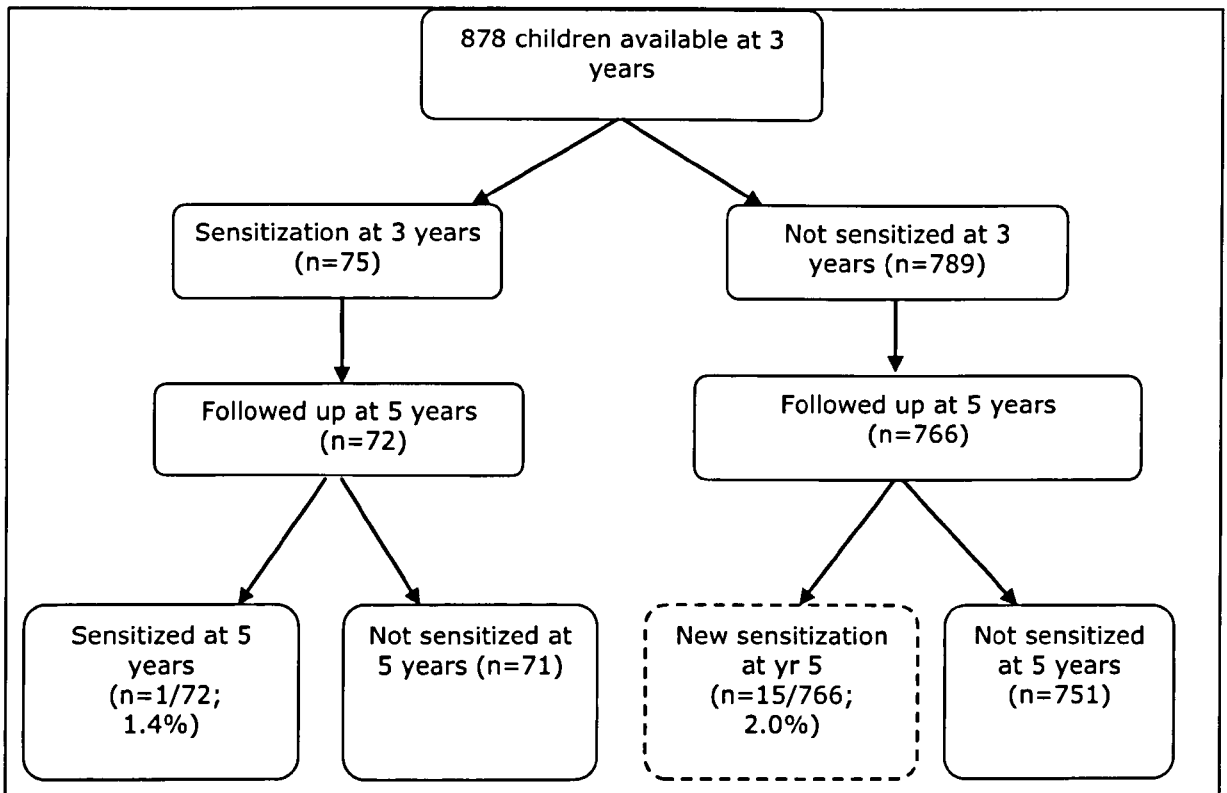 878 children available at 3
years
Sensitization at 3 years
(n=75)
Not sensitized at 3
years (n=789)
Followed up at 5 years
(n=72)
Followed up at 5 years
(n=766)
Sensitized at 5
years
(n=1/72;
1.4%)
Not sensitized at
5 years (n=71)
New sensitization
at yr 5
(n=15/766;
2.0%)
Not sensitized
at 5 years
(n=751)